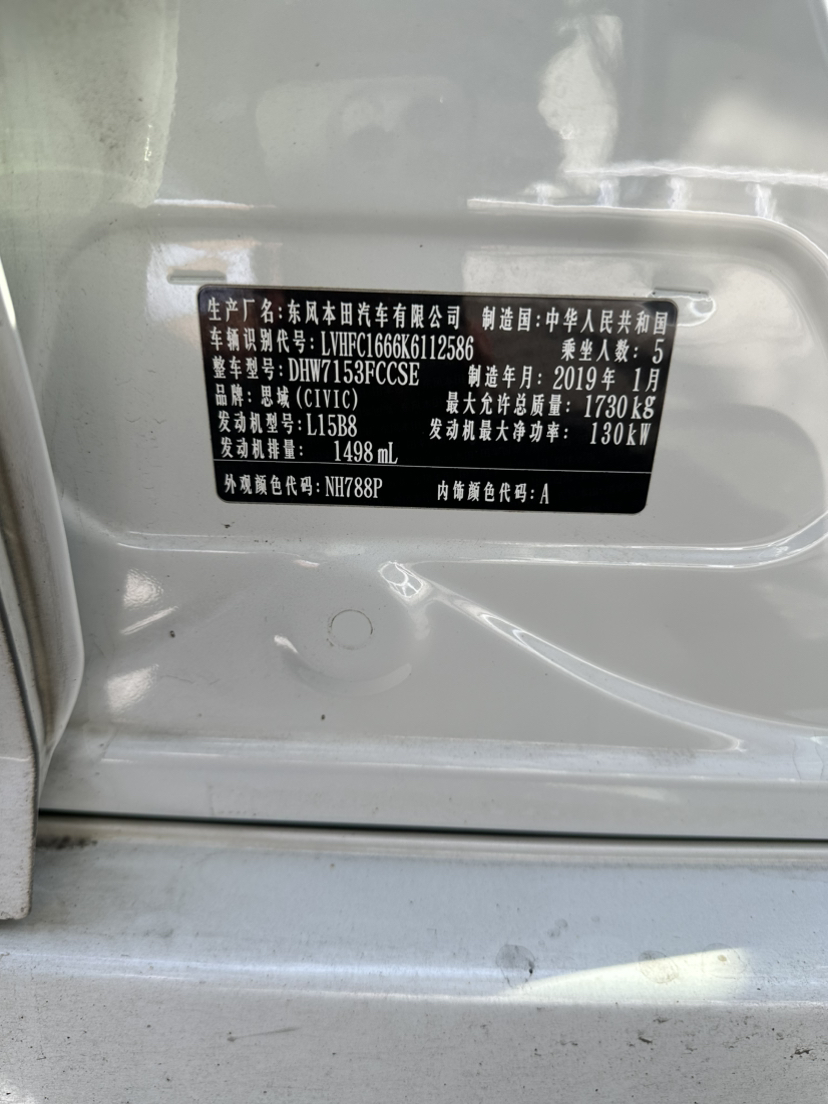 生产厂名:东风本田汽车有限公司 制造国:中华人民共和国
车辆识别代号:LVHFC1666K6112586 乘坐人数: 5
整车型号:DHW7153FCCSE 制造年月: 2019年 1月
品牌:思域(CIVIC) 最大允许总质量: 1730kg
发动机型号:L15B8 发动机最大净功率: 130kW
发动机排量: 1498mL
外观颜色代码:NH788P 内饰颜色代码:A